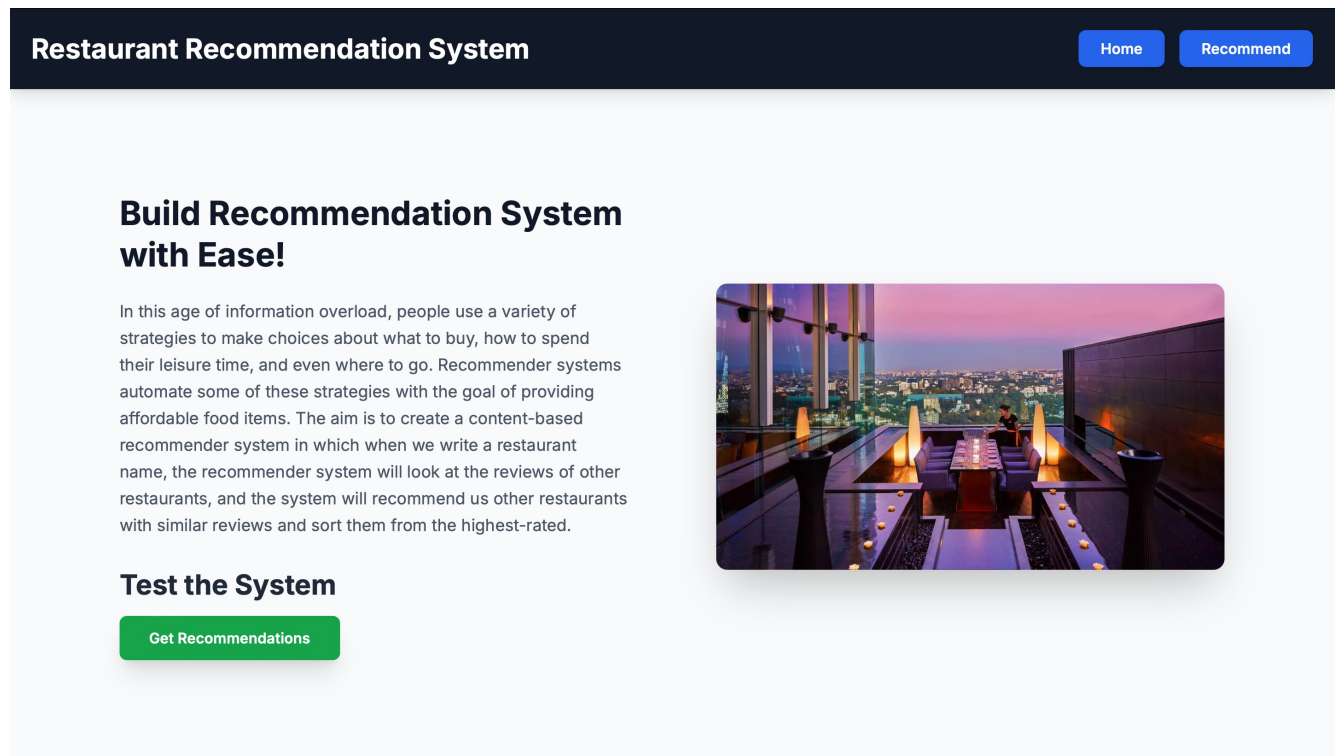 Restaurant Recommendation System
Home
Recommend
Build Recommendation System
with Ease!
In this age of information overload, people use a variety of
strategies to make choices about what to buy, how to spend
their leisure time, and even where to go. Recommender systems
automate some of these strategies with the goal of providing
affordable food items. The aim is to create a content-based
recommender system in which when we write a restaurant
name, the recommender system will look at the reviews of other
restaurants, and the system will recommend us other restaurants
with similar reviews and sort them from the highest-rated.
Test the System
Get Recommendations